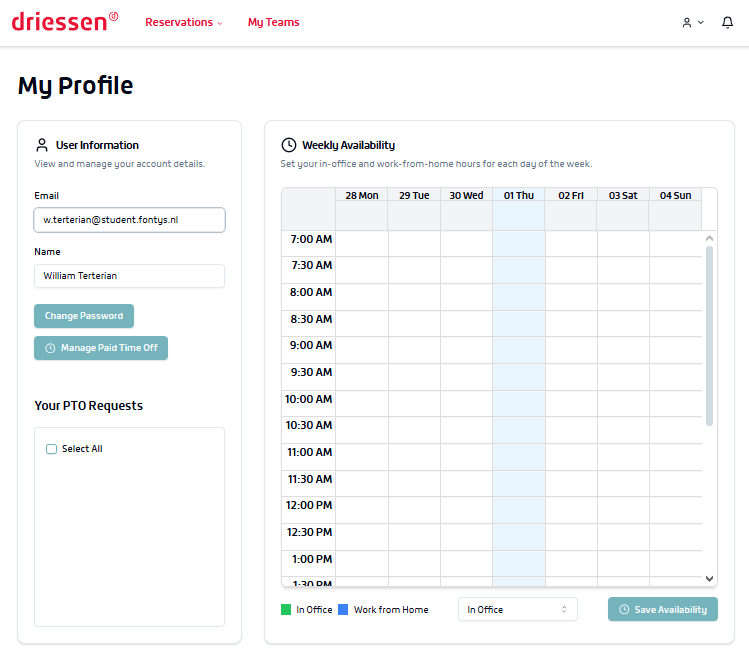 driessen
Reservations
My Teams
My Profile
User Information
View and manage your account details.
Email
w.terterian@student.fontys.nl
Name
William Terterian
Change Password
Manage Paid Time Off
Your PTO Requests
Select All
Weekly Availability
Set your in-office and work-from-home hours for each day of the week.
28 Mon 29 Tue 30 Wed 01 Thu 02 Fri 03 Sat 04 Sun
7:00 AM
7:30 AM
8:00 AM
8:30 AM
9:00 AM
9:30 AM
10:00 AM
10:30 AM
11:00 AM
11:30 AM
12:00 PM
12:30 PM
1:00 PM
1:30 PM
In Office Work from Home In Office Save Availability